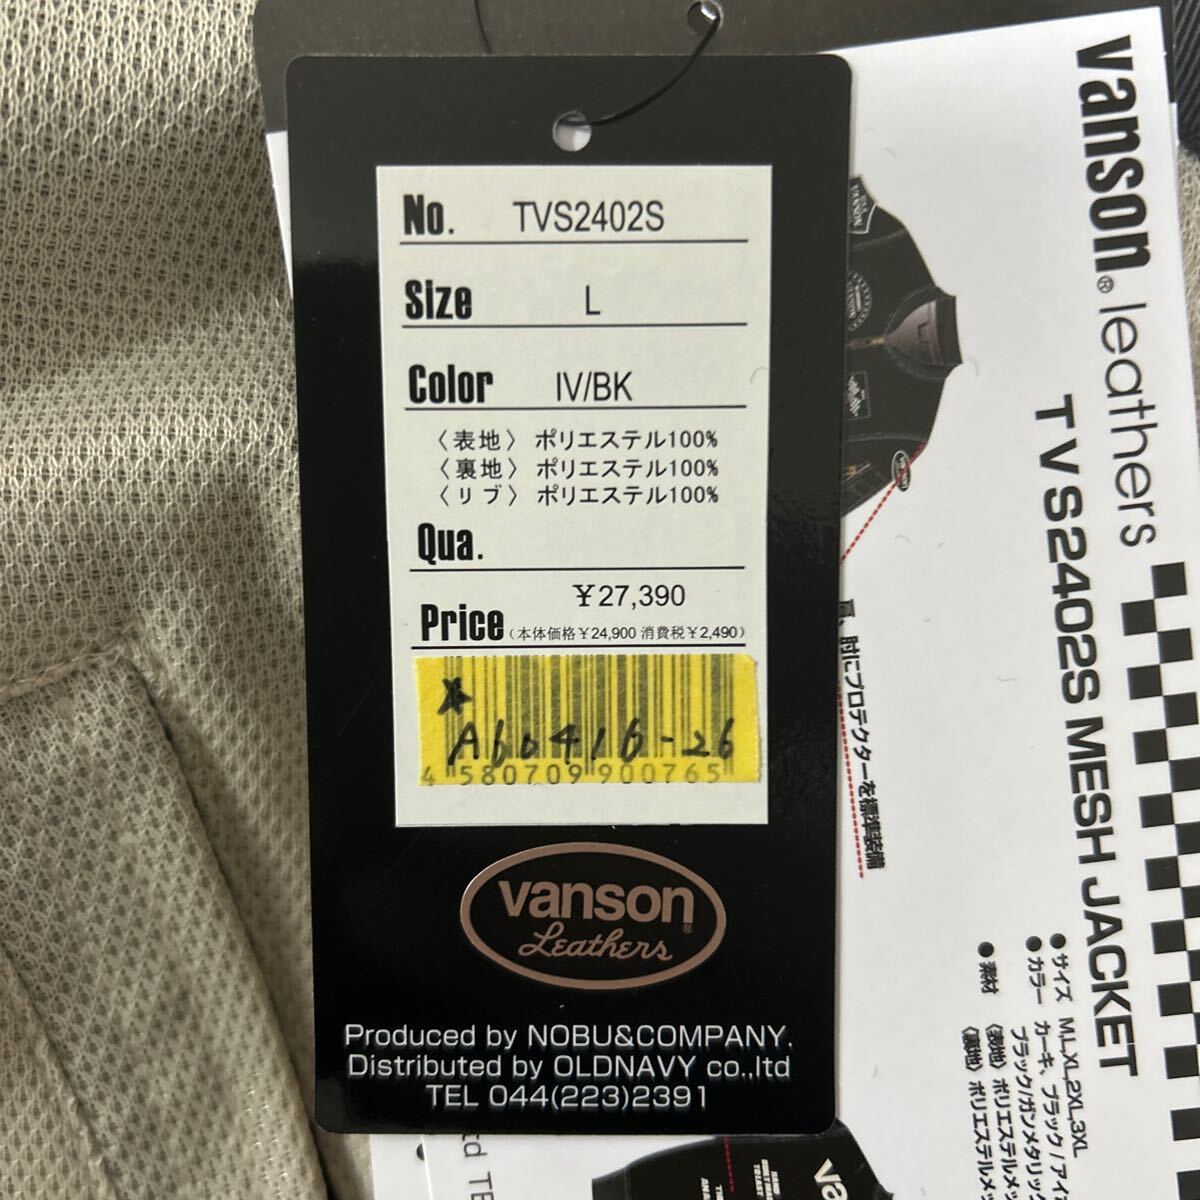 No. TVS2402S
Size L
Color IV/BK
〈表地〉 ポリエステル100%
〈裏地〉 ポリエステル100%
〈リブ〉 ポリエステル100%
Qua.
¥27,390
Price (本体価格¥24,900 消費税¥2,490)
★
A60416-26
4 580709 900765
vanson®
Leathers
Produced by NOBU&COMPANY.
Distributed by OLDNAVY co.,ltd
TEL 044(223)2391
vanson® leathers
TVS2402S MESH JACKET
肘にプロテクターを標準装備
●サイズ M,L,XL,2XL,3XL
●カラー カーキ、ブラック/アイ
ブラック/ガンメタリック
●素材 〈表地〉ポリエステルメ
〈裏地〉ポリエステルメ